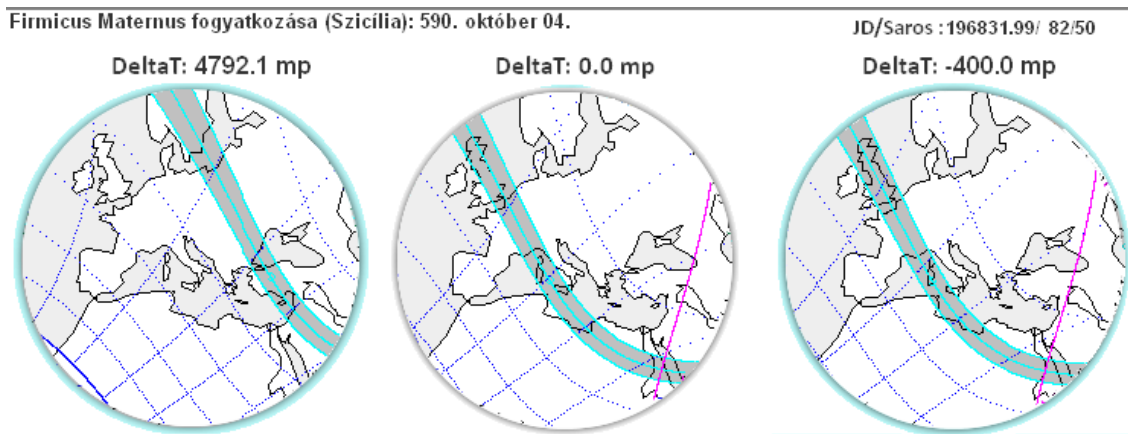 Firmicus Maternus fogyatkozása (Szicília): 590. október 04.
JD/Saros :196831.99/ 82/50
DeltaT: 4792.1 mp
DeltaT: 0.0 mp
DeltaT: -400.0 mp